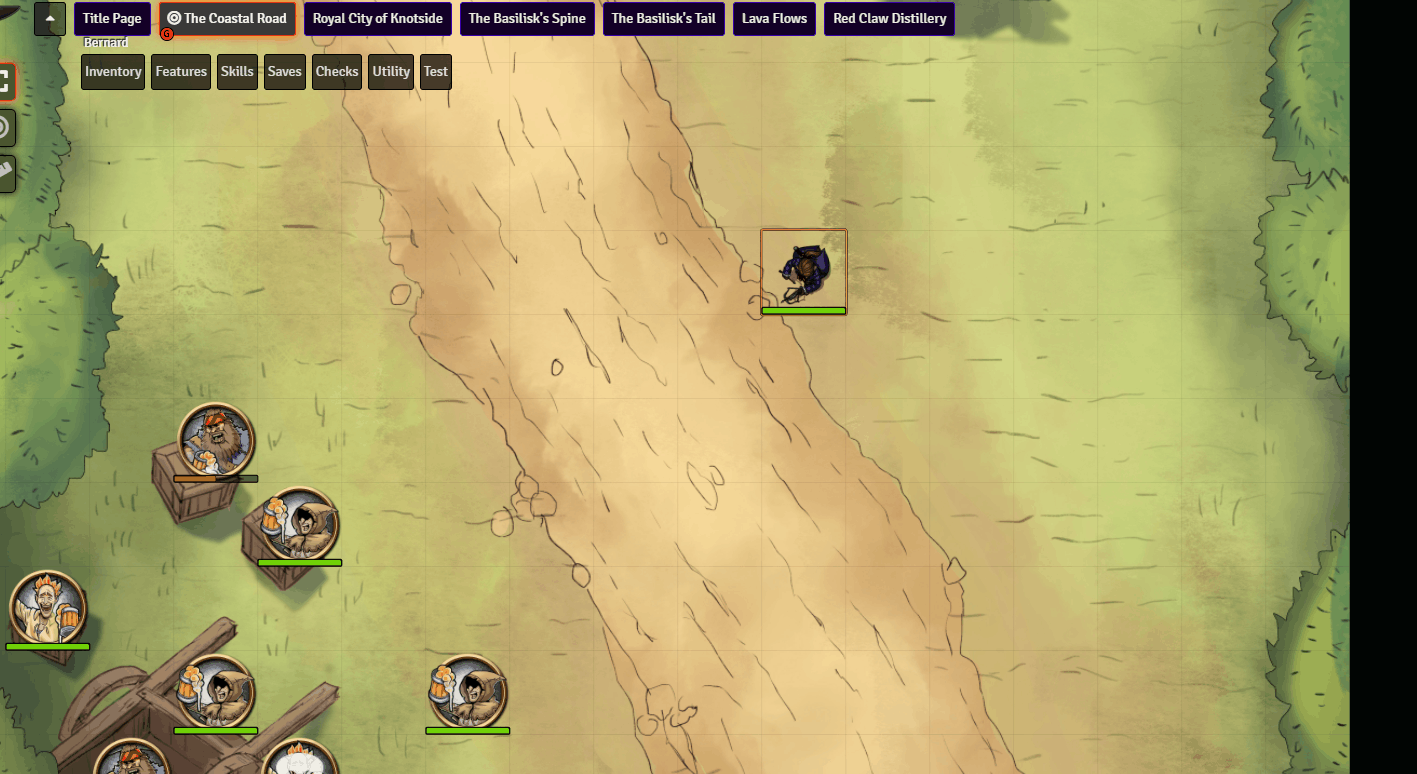 Title Page The Coastal Road Royal City of Knotside The Basilisk's Spine The Basilisk's Tail Lava Flows Red Claw Distillery
G
Bernard
Inventory Features Skills Saves Checks Utility Test